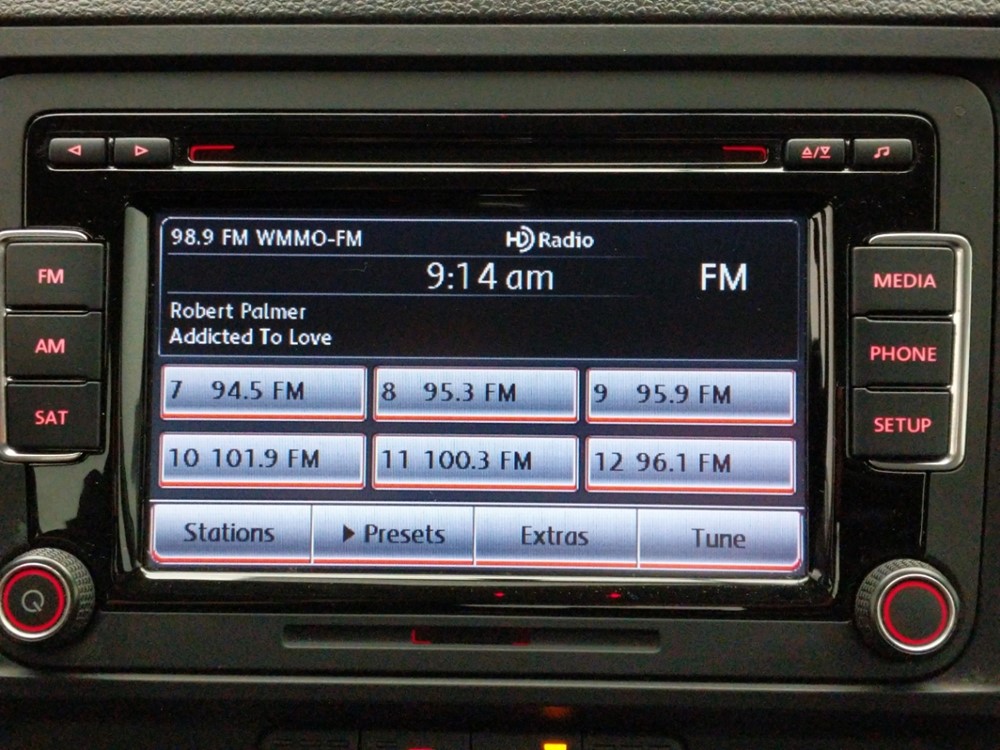 98.9 FM WMMO-FM HD Radio
9:14 am FM
Robert Palmer
Addicted To Love
7 94.5 FM 8 95.3 FM 9 95.9 FM
10 101.9 FM 11 100.3 FM 12 96.1 FM
Stations Presets Extras Tune
FM
AM
SAT
MEDIA
PHONE
SETUP